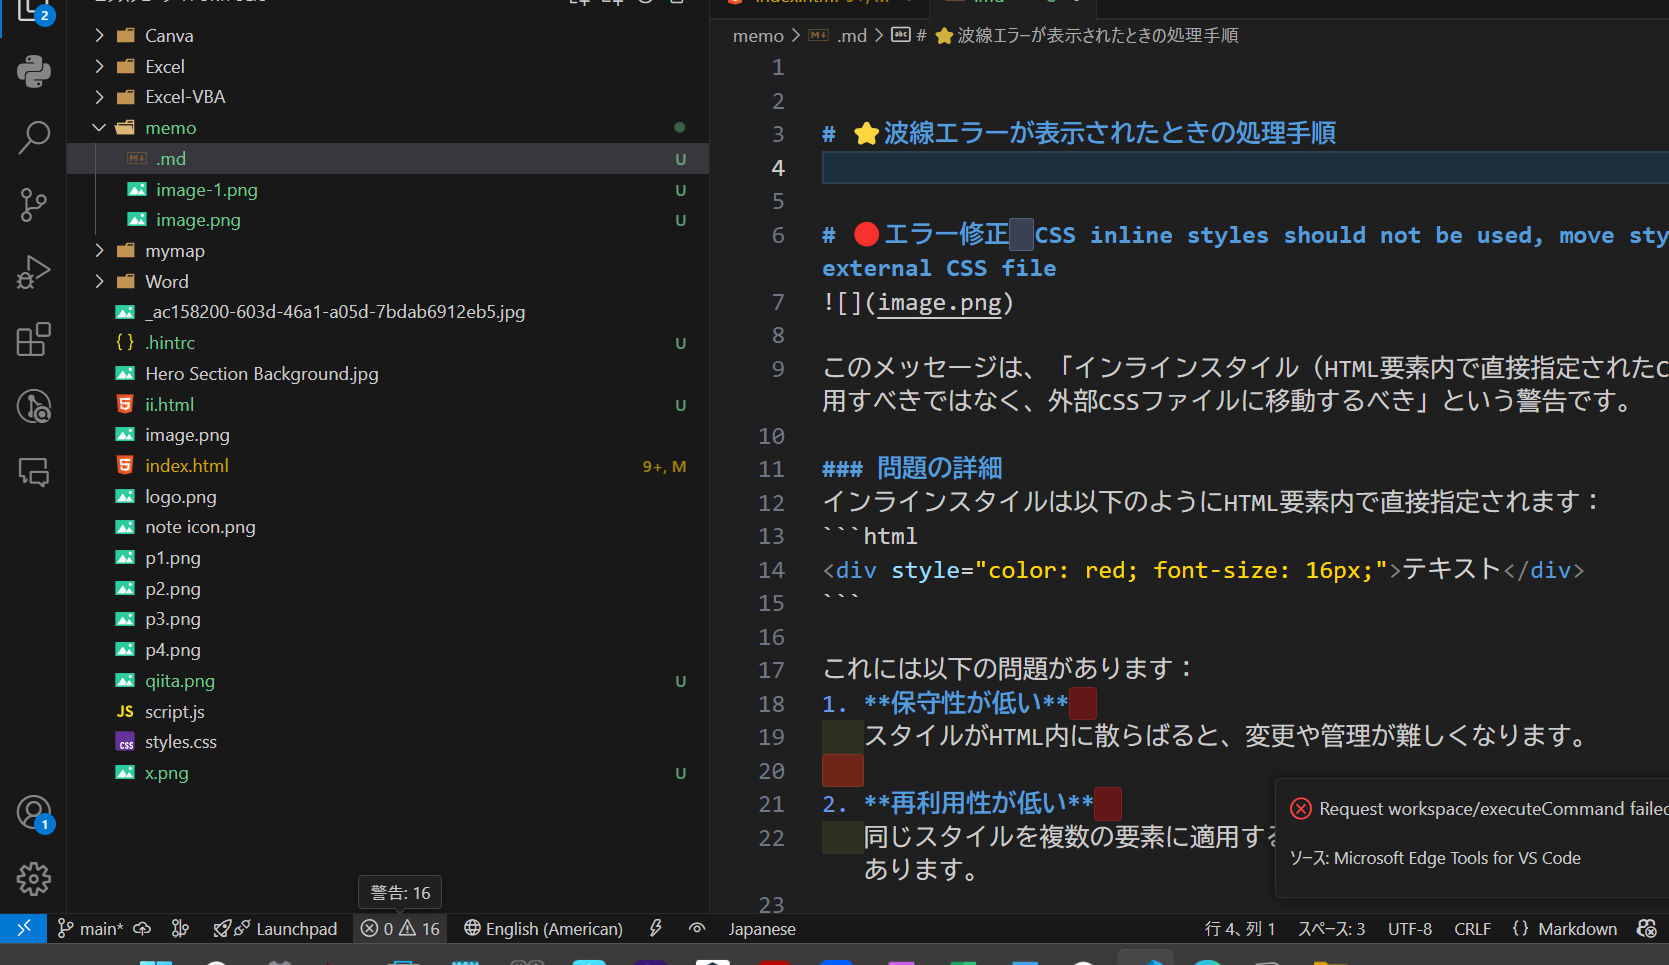 2
Canva
memo > .md > # ⭐波線エラーが表示されたときの処理手順
Excel
Excel-VBA
memo
.md U
image-1.png U
image.png U
mymap
Word
_ac158200-603d-46a1-a05d-7bdab6912eb5.jpg
{} .hintrc U
Hero Section Background.jpg
ii.html U
image.png
index.html 9+, M
logo.png
note icon.png
p1.png
p2.png
p3.png
p4.png
qiita.png U
JS script.js
css styles.css
x.png U
1
1
2
3 # ⭐波線エラーが表示されたときの処理手順
4
5
6 # 🔴エラー修正 CSS inline styles should not be used, move sty
external CSS file
7 ![](image.png)
8
9 このメッセージは、「インラインスタイル（HTML要素内で直接指定されたC
用すべきではなく、外部CSSファイルに移動するべき」という警告です。
10
11 ### 問題の詳細
12 インラインスタイルは以下のようにHTML要素内で直接指定されます：
13 ```html
14 <div style="color: red; font-size: 16px;">テキスト</div>
15 ```
16
17 これには以下の問題があります：
18 1. **保守性が低い**
19 スタイルがHTML内に散らばると、変更や管理が難しくなります。
20
21 2. **再利用性が低い**
22 同じスタイルを複数の要素に適用する
あります。
23
Request workspace/executeCommand failed
ソース: Microsoft Edge Tools for VS Code
警告: 16
main* Launchpad 0 16 English (American) Japanese 行 4、列 1 スペース: 3 UTF-8 CRLF {} Markdown